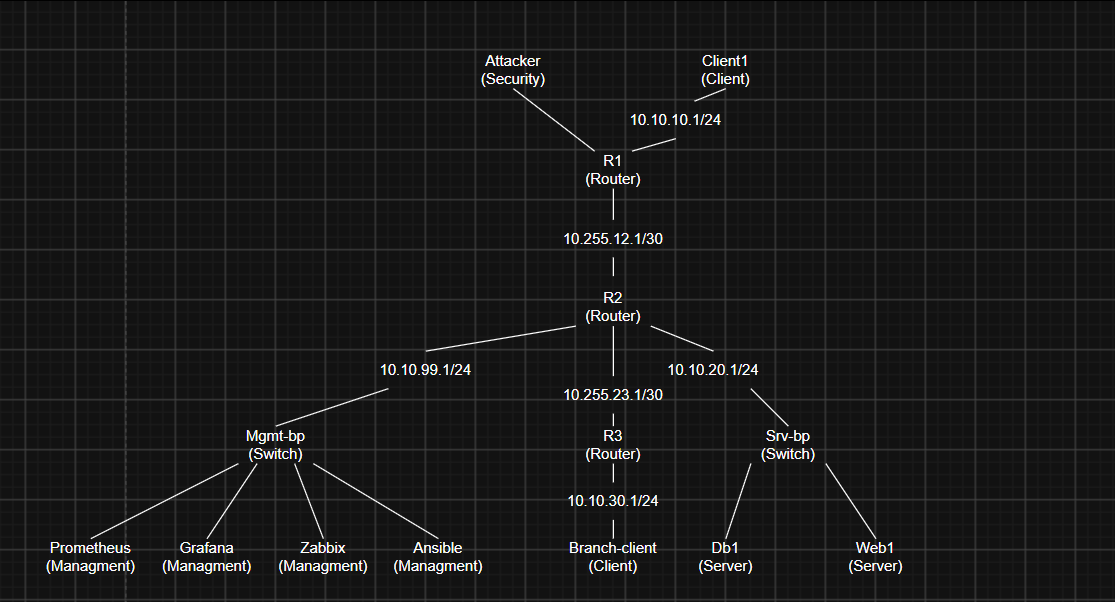 Attacker
(Security)
Client1
(Client)
10.10.10.1/24
R1
(Router)
10.255.12.1/30
R2
(Router)
10.10.99.1/24
10.10.20.1/24
10.255.23.1/30
Mgmt-bp
(Switch)
R3
(Router)
Srv-bp
(Switch)
10.10.30.1/24
Prometheus
(Managment)
Grafana
(Managment)
Zabbix
(Managment)
Ansible
(Managment)
Branch-client
(Client)
Db1
(Server)
Web1
(Server)